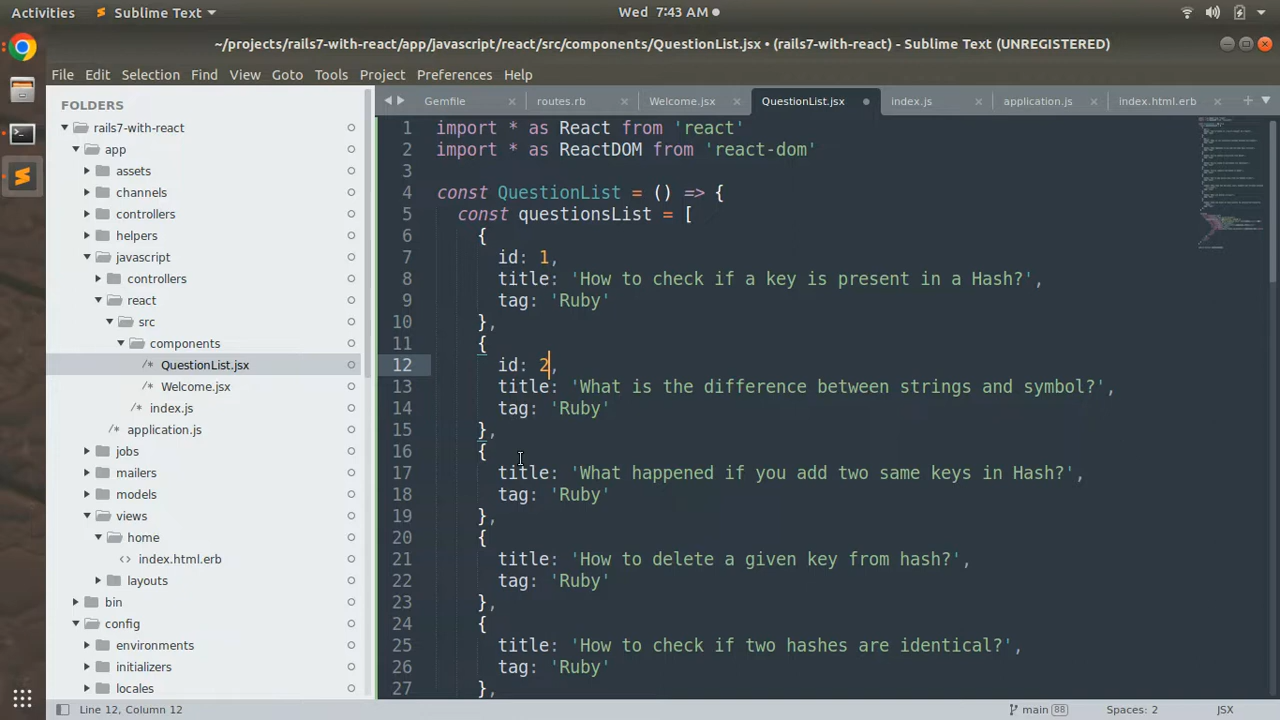 Activities
Sublime Text
Wed 7:43 AM
~/projects/rails7-with-react/app/javascript/react/src/components/QuestionList.jsx • (rails7-with-react) - Sublime Text (UNREGISTERED)
File Edit Selection Find View Goto Tools Project Preferences Help
FOLDERS
rails7-with-react
app
assets
channels
controllers
helpers
javascript
controllers
react
src
components
/* QuestionList.jsx
/* Welcome.jsx
/* index.js
/* application.js
jobs
mailers
models
views
home
<> index.html.erb
layouts
bin
config
environments
initializers
locales
Gemfile × routes.rb × Welcome.jsx × QuestionList.jsx • index.js × application.js × index.html.erb × +
1 import * as React from 'react'
2 import * as ReactDOM from 'react-dom'
3
4 const QuestionList = () => {
5 const questionsList = [
6 {
7 id: 1,
8 title: 'How to check if a key is present in a Hash?',
9 tag: 'Ruby'
10 },
11 {
12 id: 2,
13 title: 'What is the difference between strings and symbol?',
14 tag: 'Ruby'
15 },
16 {
17 title: 'What happened if you add two same keys in Hash?',
18 tag: 'Ruby'
19 },
20 {
21 title: 'How to delete a given key from hash?',
22 tag: 'Ruby'
23 },
24 {
25 title: 'How to check if two hashes are identical?',
26 tag: 'Ruby'
27 },
Line 12, Column 12
main 88
Spaces: 2
JSX